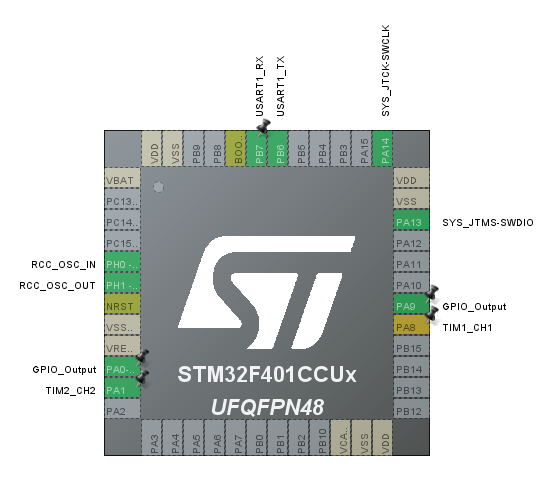 USART1_RX
USART1_TX
SYS_JTCK-SWCLK
VDD
VSS
PB9
PB8
BOO..
PB7
PB6
PB5
PB4
PB3
PA15
PA14
VBAT
PC13..
PC14..
PC15..
RCC_OSC_IN PH0 -..
RCC_OSC_OUT PH1 -..
NRST
VSS..
VRE..
GPIO_Output PA0-..
TIM2_CH2 PA1
PA2
VDD
VSS
PA13 SYS_JTMS-SWDIO
PA12
PA11
PA10
PA9 GPIO_Output
PA8 TIM1_CH1
PB15
PB14
PB13
PB12
ST
STM32F401CCUx
UFQFPN48
PA3
PA4
PA5
PA6
PA7
PB0
PB1
PB2
PB10
VCA..
VSS
VDD